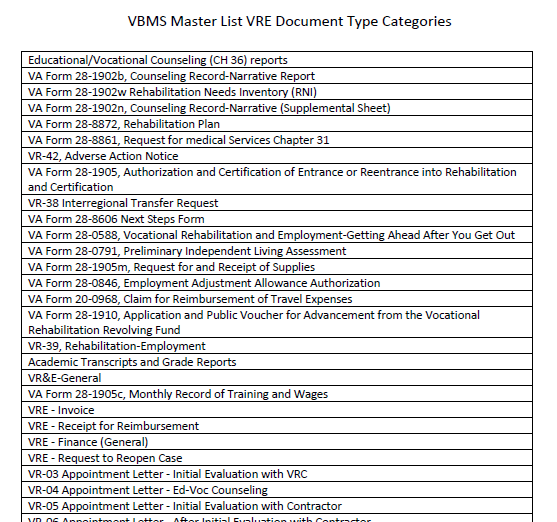 VBMS Master List VRE Document Type Categories
Educational/Vocational Counseling (CH 36) reports
VA Form 28-1902b, Counseling Record-Narrative Report
VA Form 28-1902w Rehabilitation Needs Inventory (RNI)
VA Form 28-1902n, Counseling Record-Narrative (Supplemental Sheet)
VA Form 28-8872, Rehabilitation Plan
VA Form 28-8861, Request for medical Services Chapter 31
VR-42, Adverse Action Notice
VA Form 28-1905, Authorization and Certification of Entrance or Reentrance into Rehabilitation
and Certification
VR-38 Interregional Transfer Request
VA Form 28-8606 Next Steps Form
VA Form 28-0588, Vocational Rehabilitation and Employment-Getting Ahead After You Get Out
VA Form 28-0791, Preliminary Independent Living Assessment
VA Form 28-1905m, Request for and Receipt of Supplies
VA Form 28-0846, Employment Adjustment Allowance Authorization
VA Form 20-0968, Claim for Reimbursement of Travel Expenses
VA Form 28-1910, Application and Public Voucher for Advancement from the Vocational
Rehabilitation Revolving Fund
VR-39, Rehabilitation-Employment
Academic Transcripts and Grade Reports
VR&E-General
VA Form 28-1905c, Monthly Record of Training and Wages
VRE - Invoice
VRE - Receipt for Reimbursement
VRE - Finance (General)
VRE - Request to Reopen Case
VR-03 Appointment Letter - Initial Evaluation with VRC
VR-04 Appointment Letter - Ed-Voc Counseling
VR-05 Appointment Letter - Initial Evaluation with Contractor
VR-06 Appointment Letter - After Initial Evaluation with Contractor